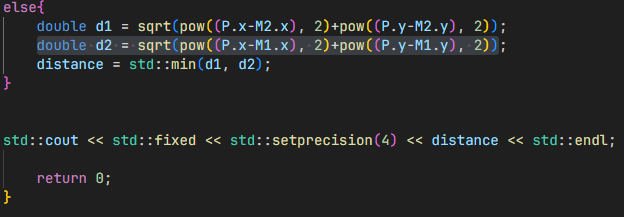 else{
double d1 = sqrt(pow((P.x-M2.x), 2)+pow((P.y-M2.y), 2));
double d2 = sqrt(pow((P.x-M1.x), 2)+pow((P.y-M1.y), 2));
distance = std::min(d1, d2);
}
std::cout << std::fixed << std::setprecision(4) << distance << std::endl;
return 0;
}